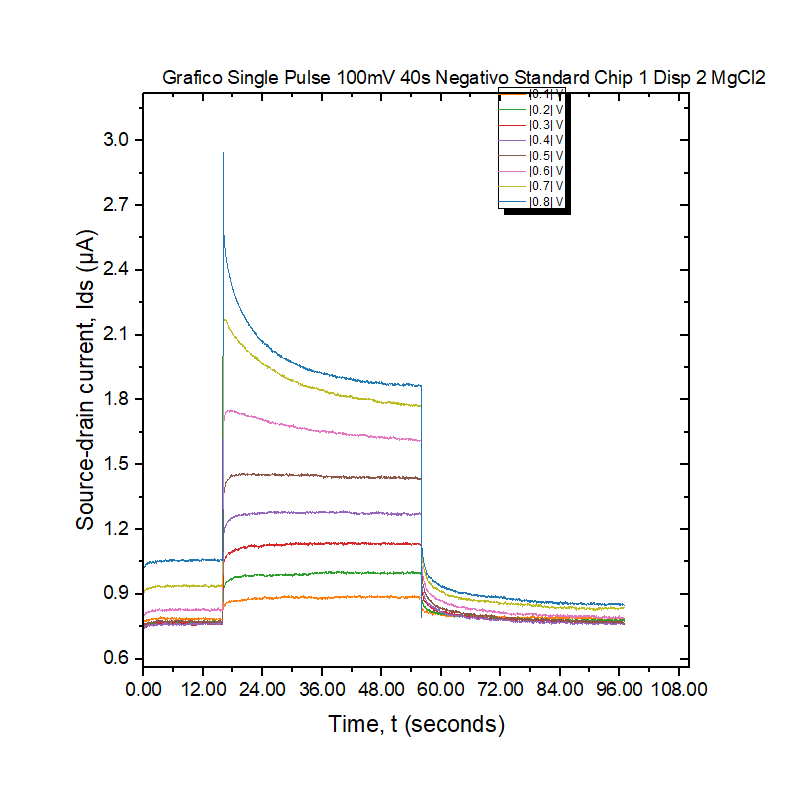 Grafico Single Pulse 100mV 40s Negativo Standard Chip 1 Disp 2 MgCl2
|0.1| V
|0.2| V
|0.3| V
|0.4| V
|0.5| V
|0.6| V
|0.7| V
|0.8| V
3.0
2.7
2.4
2.1
1.8
1.5
1.2
0.9
0.6
Source-drain current, Ids (µA)
0.00 12.00 24.00 36.00 48.00 60.00 72.00 84.00 96.00 108.00
Time, t (seconds)